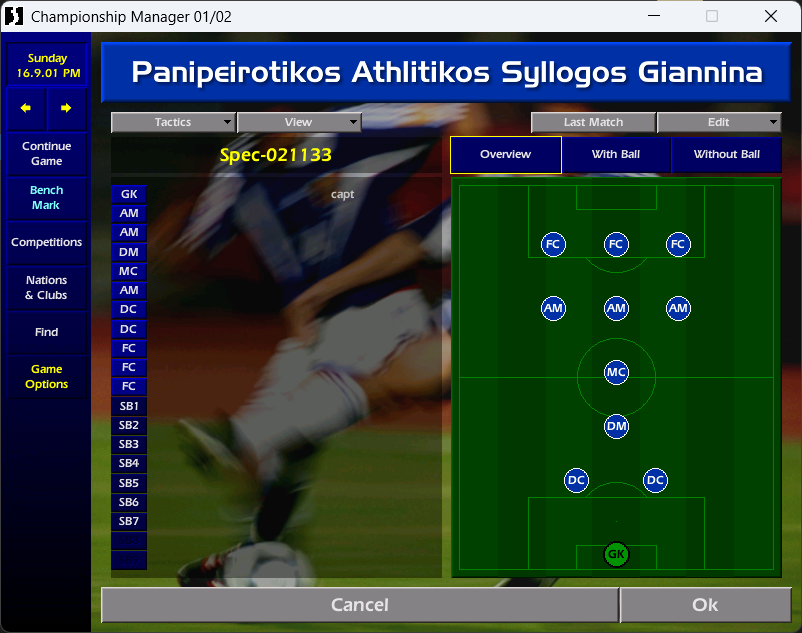 Championship Manager 01/02
Sunday
16.9.01 PM
Continue
Game
Bench
Mark
Competitions
Nations
& Clubs
Find
Game
Options
Panipeirotikos Athlitikos Syllogos Giannina
Tactics View Last Match Edit
Spec-021133
Overview With Ball Without Ball
GK capt
AM
AM
DM
MC
AM
DC
DC
FC
FC
FC
SB1
SB2
SB3
SB4
SB5
SB6
SB7
FC FC FC
AM AM AM
MC
DM
DC DC
GK
Cancel Ok